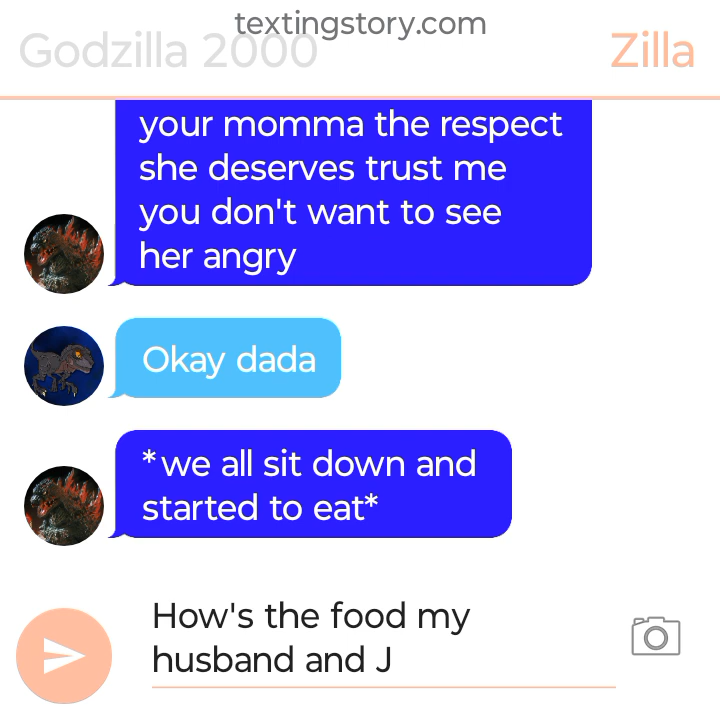 textingstory.com
Godzilla 2000
Zilla
your momma the respect
she deserves trust me
you don't want to see
her angry
Okay dada
*we all sit down and
started to eat*
How's the food my
husband and J